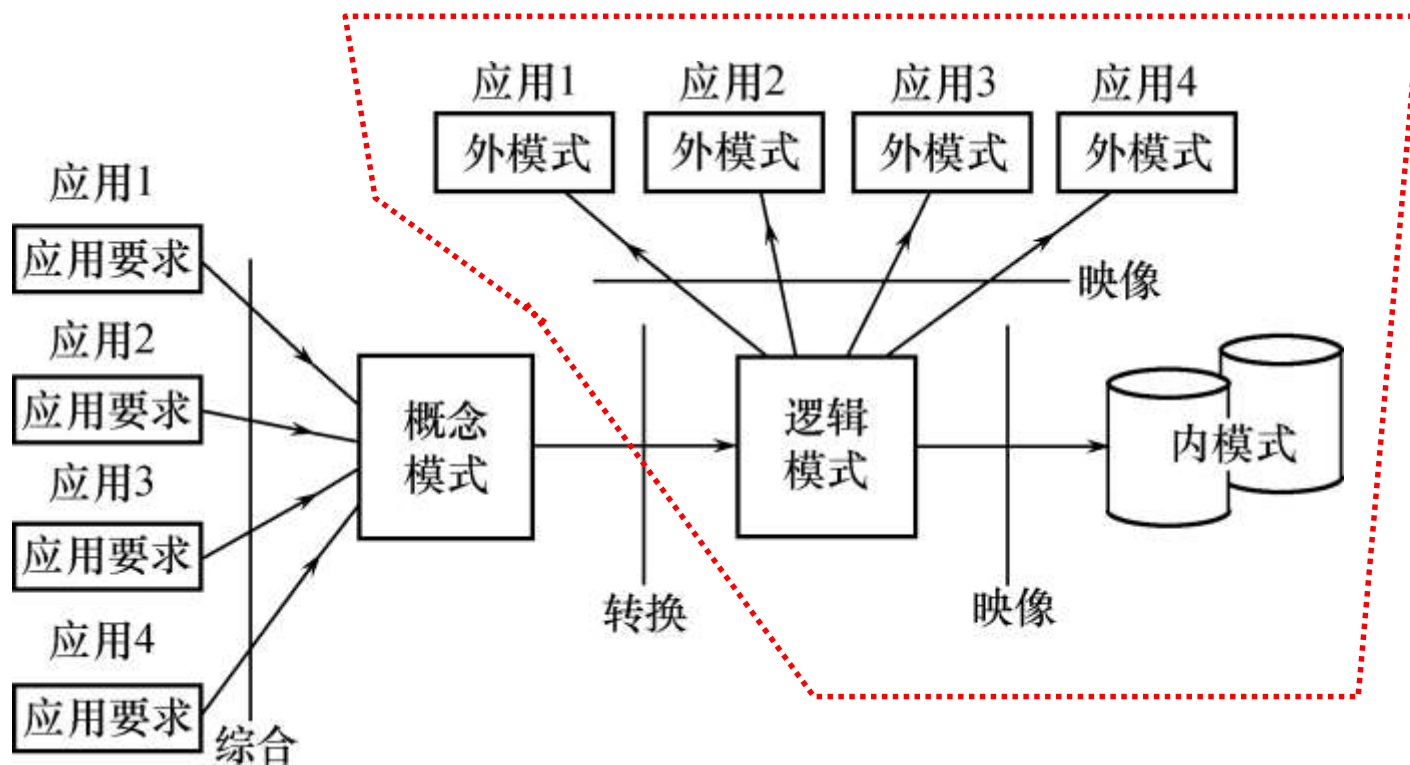 应用1
应用2
应用3
应用4
外模式
外模式
外模式
外模式
映像
应用1
应用要求
应用2
应用要求
应用3
应用要求
应用4
应用要求
综合
概念
模式
转换
逻辑
模式
映像
内模式